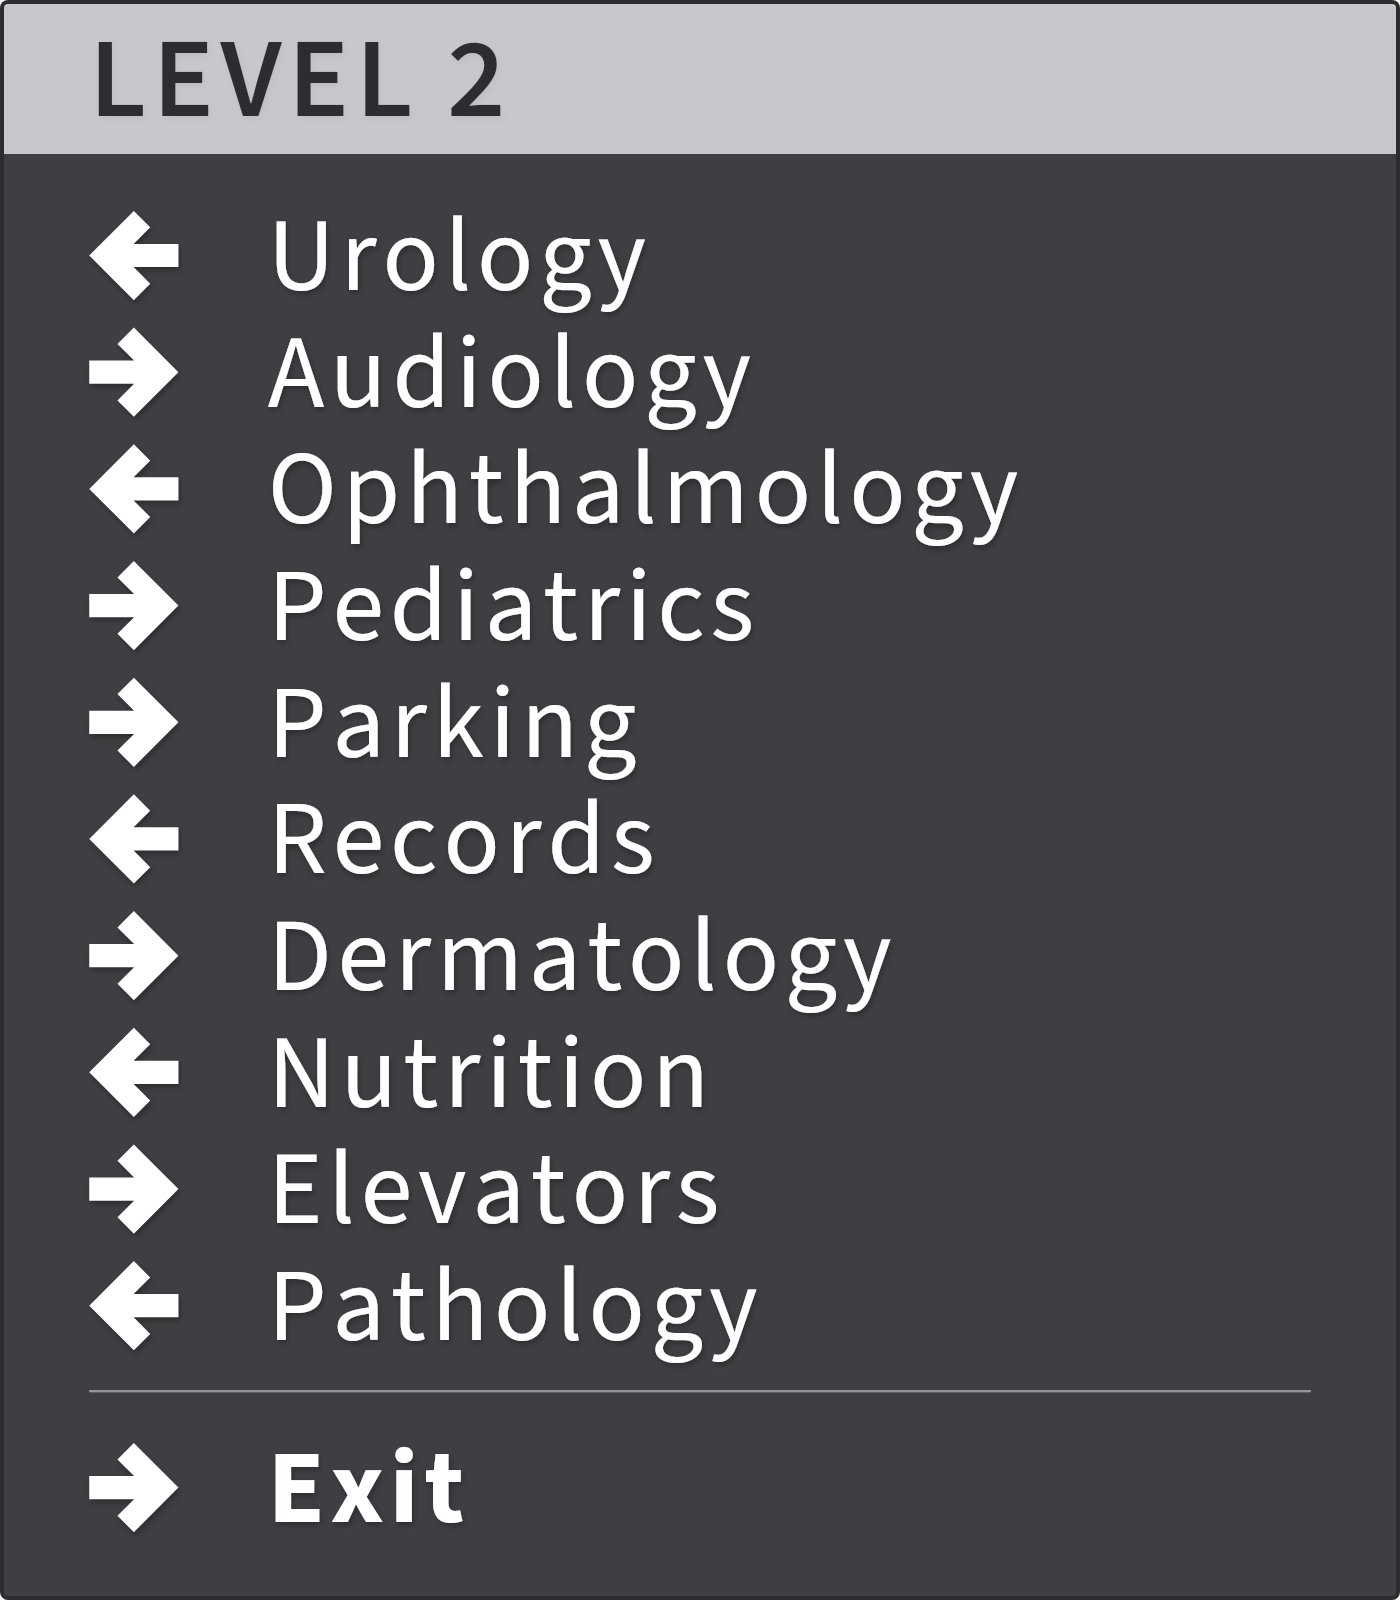 LEVEL 2
← Urology
→ Audiology
← Ophthalmology
→ Pediatrics
→ Parking
← Records
→ Dermatology
← Nutrition
→ Elevators
← Pathology
→ Exit